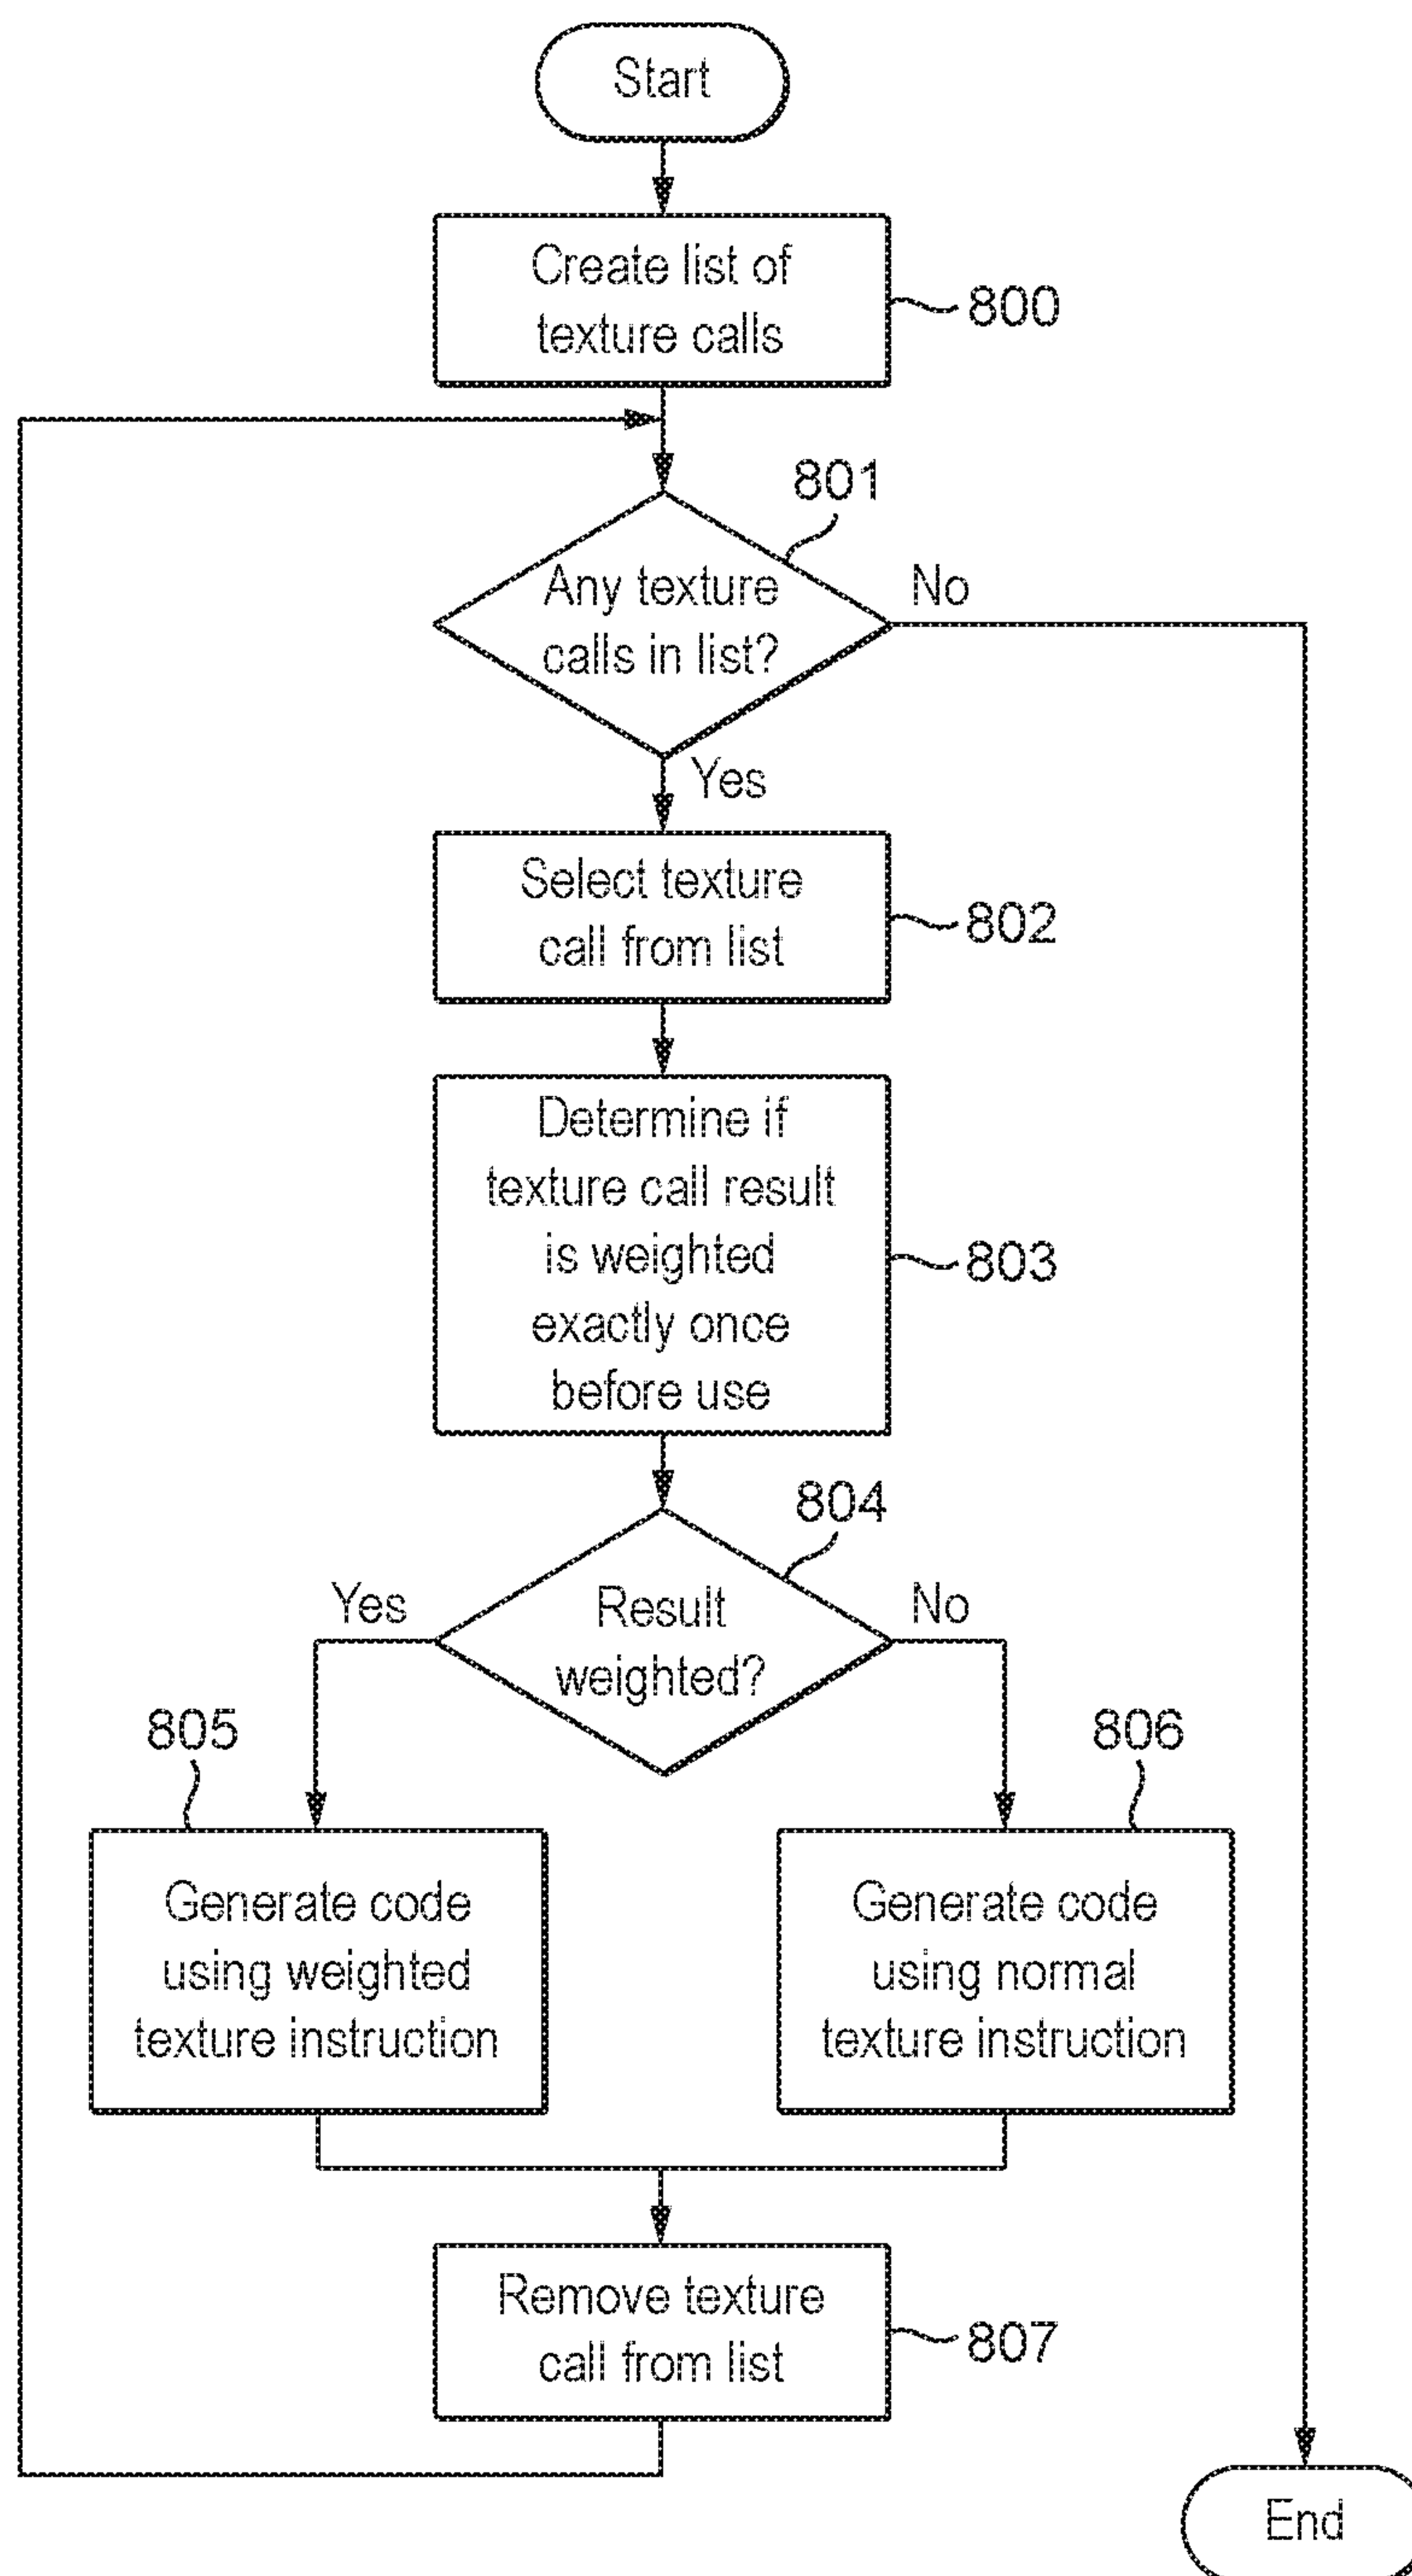 Start
Create list of
texture calls
800
801
Any texture
calls in list?
No
Yes
Select texture
call from list
802
Determine if
texture call result
is weighted
exactly once
before use
803
804
Yes
Result
weighted?
No
805
806
Generate code
using weighted
texture instruction
Generate code
using normal
texture instruction
Remove texture
call from list
807
End